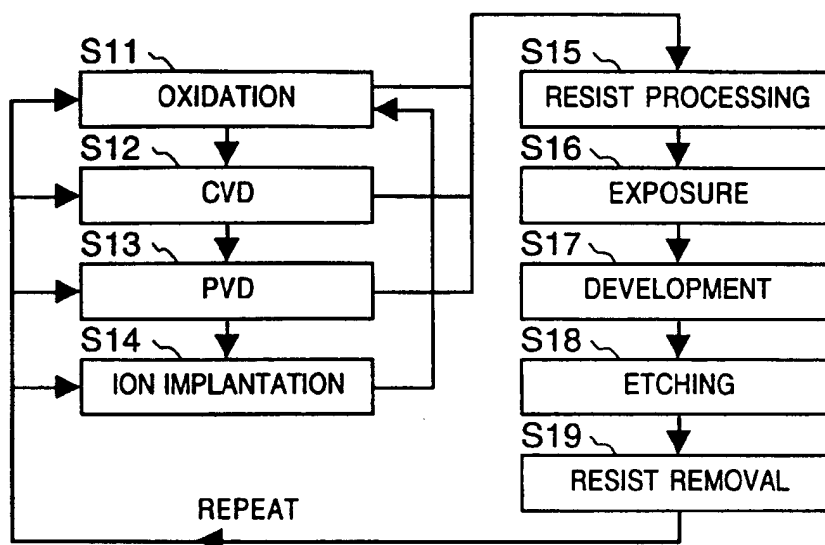 S11
OXIDATION
S12
CVD
S13
PVD
S14
ION IMPLANTATION
S15
RESIST PROCESSING
S16
EXPOSURE
S17
DEVELOPMENT
S18
ETCHING
S19
RESIST REMOVAL
REPEAT